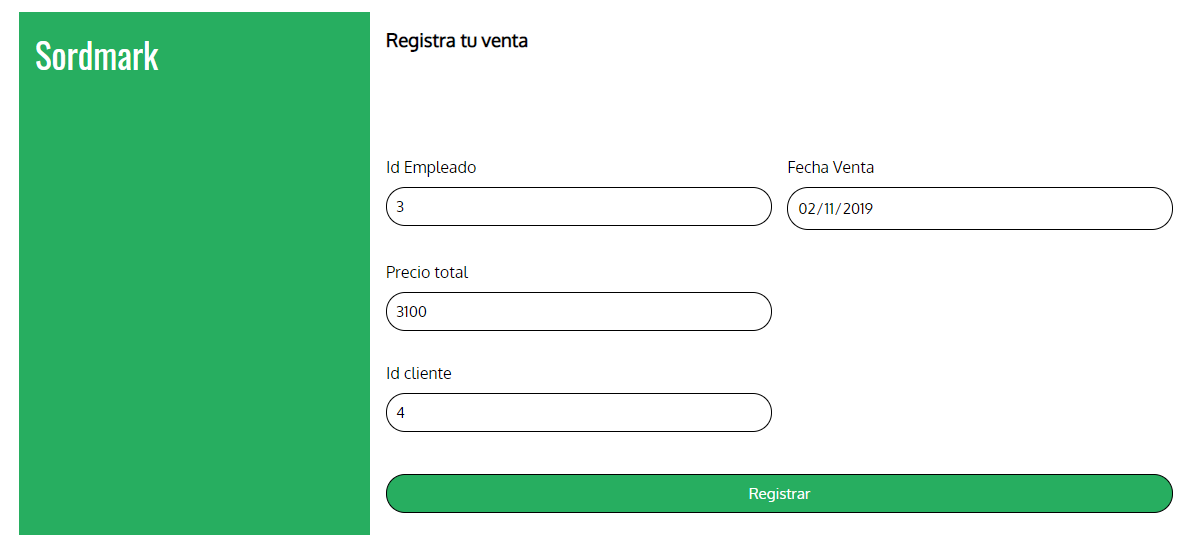 Sordmark
Registra tu venta
Id Empleado
Fecha Venta
3
02/11/2019
Precio total
3100
Id cliente
4
Registrar